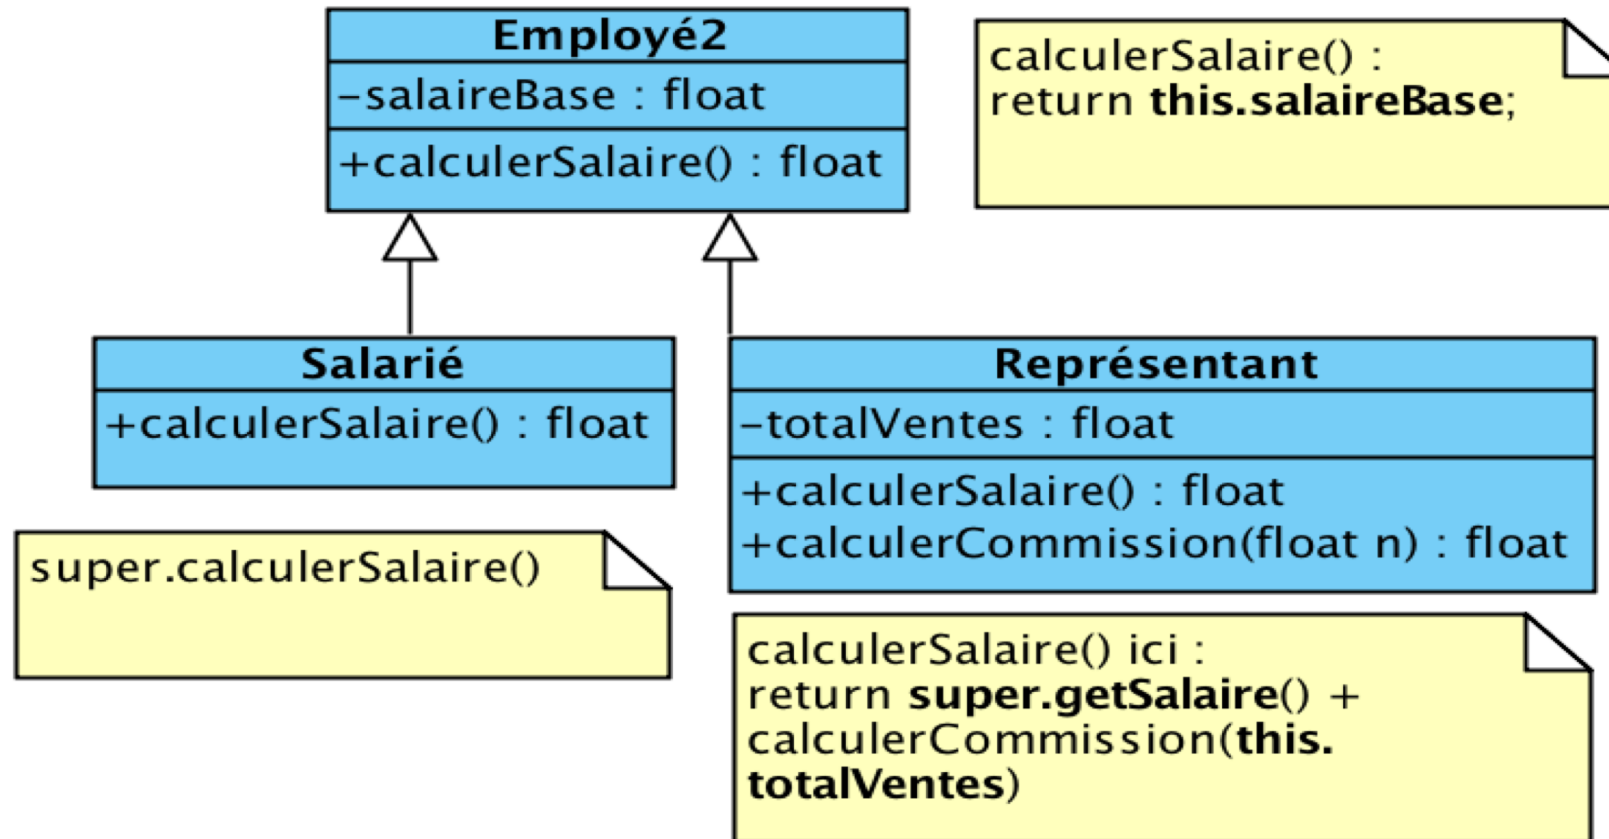 Employé2
-salaireBase : float
+calculerSalaire() : float
calculerSalaire() :
return this.salaireBase;
Salarié
+calculerSalaire() : float
super.calculerSalaire()
Représentant
-totalVentes : float
+calculerSalaire() : float
+calculerCommission(float n) : float
calculerSalaire() ici :
return super.getSalaire() +
calculerCommission(this.
totalVentes)